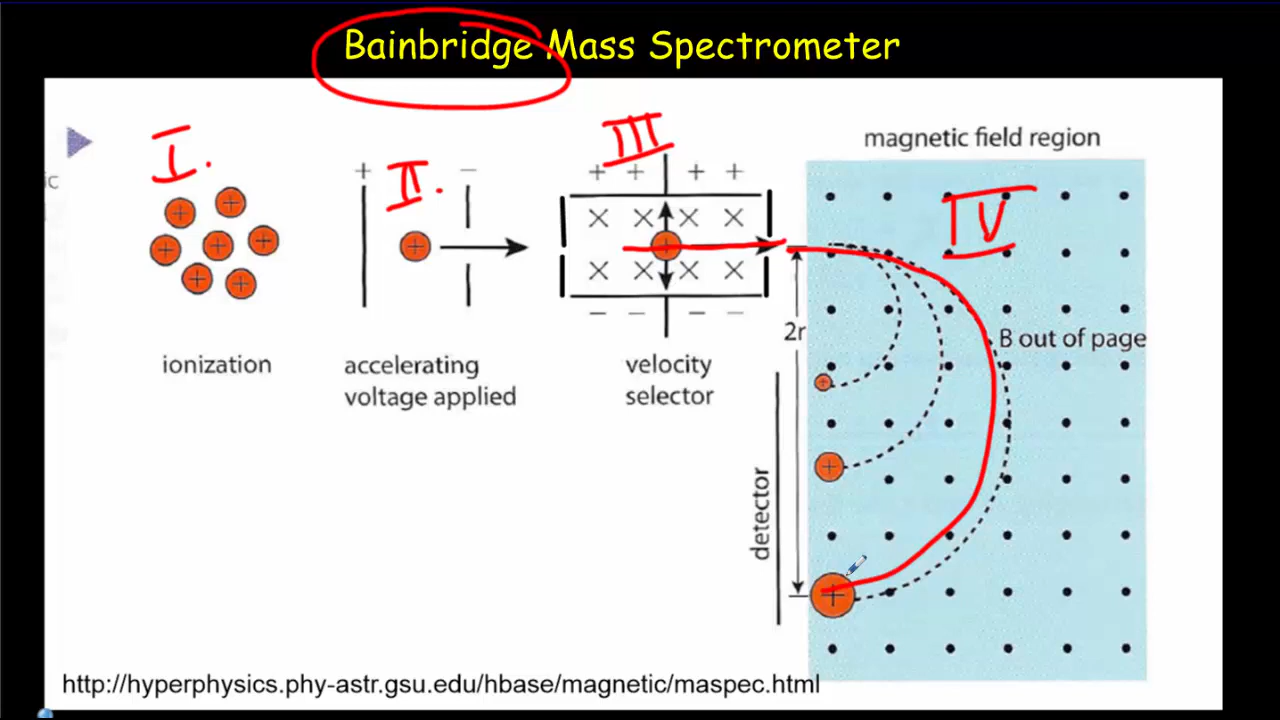 Bainbridge Mass Spectrometer
I.
II.
III
IV
magnetic field region
ic
+ −
+ + + +
× × × ×
+
× × × ×
− − − −
2r
B out of page
ionization
accelerating
voltage applied
velocity
selector
detector
http://hyperphysics.phy-astr.gsu.edu/hbase/magnetic/maspec.html